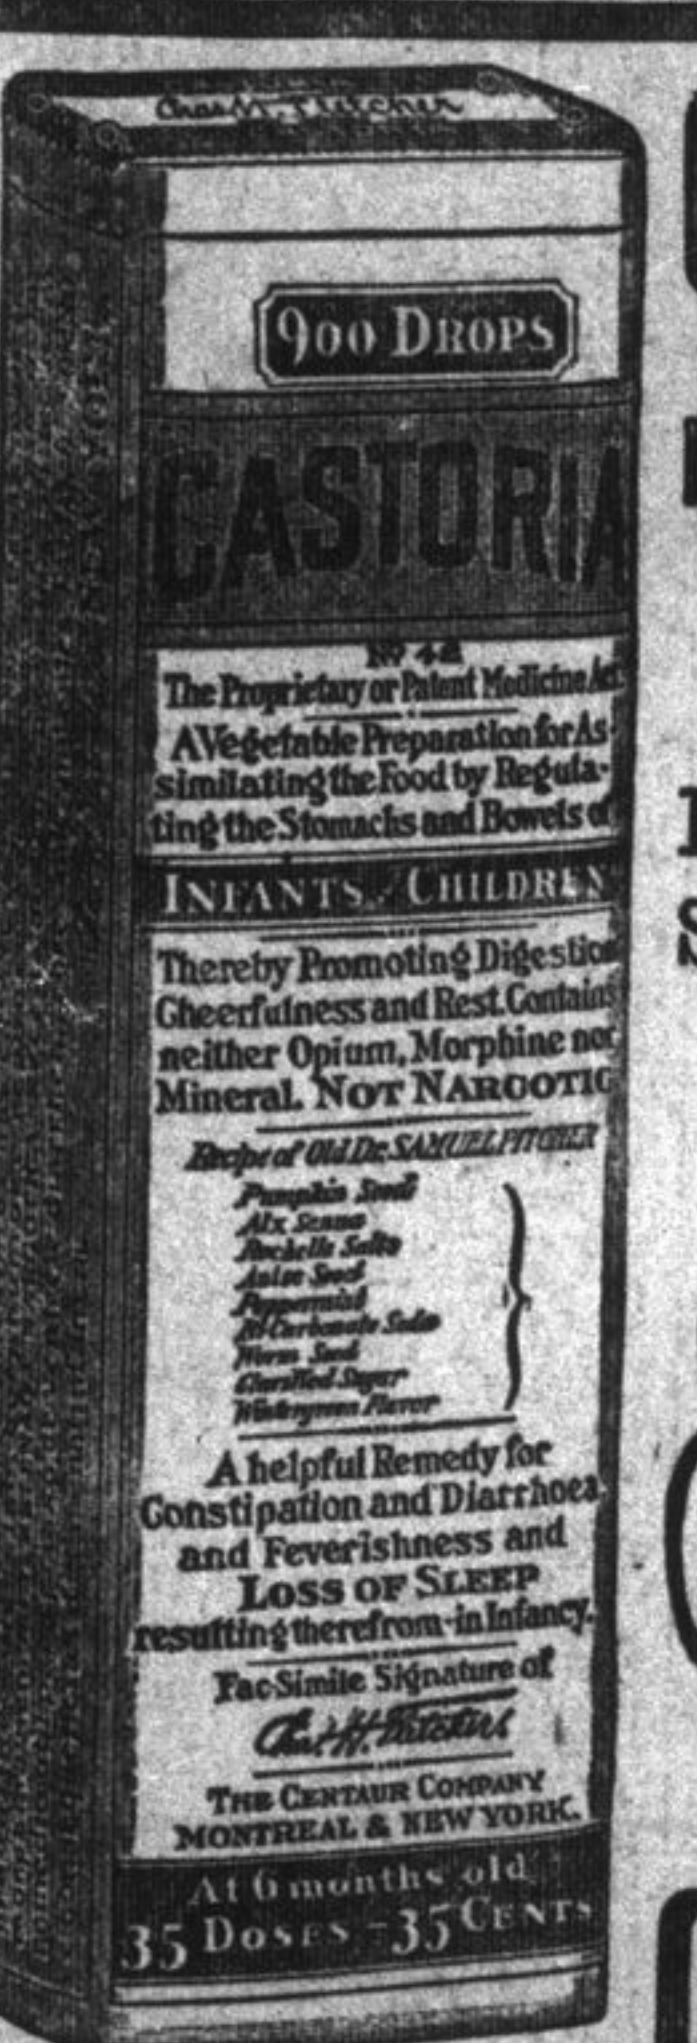 Chas H. Fletcher
900 DROPS
CASTORIA
The Proprietary or Patent Medicine Act.
A Vegetable Preparation for As-
similating the Food by Regula-
ting the Stomachs and Bowels of
INFANTS / CHILDREN
Thereby Promoting Digestion
Cheerfulness and Rest. Contains
neither Opium, Morphine nor
Mineral. NOT NARCOTIC
Recipe of Old Dr. SAMUEL PITCHER
Pumpkin Seed
Alx Senna
Rochelle Salts
Anise Seed
Peppermint
Bi Carbonate Soda
Worm Seed
Clarified Sugar
Wintergreen Flavor
A helpful Remedy for
Constipation and Diarrhoea.
and Feverishness and
LOSS OF SLEEP
resulting therefrom-in Infancy.
Fac-Simile Signature of
Chas. H. Fletcher.
THE CENTAUR COMPANY
MONTREAL & NEW YORK.
At 6 months old
35 DOSES - 35 CENTS